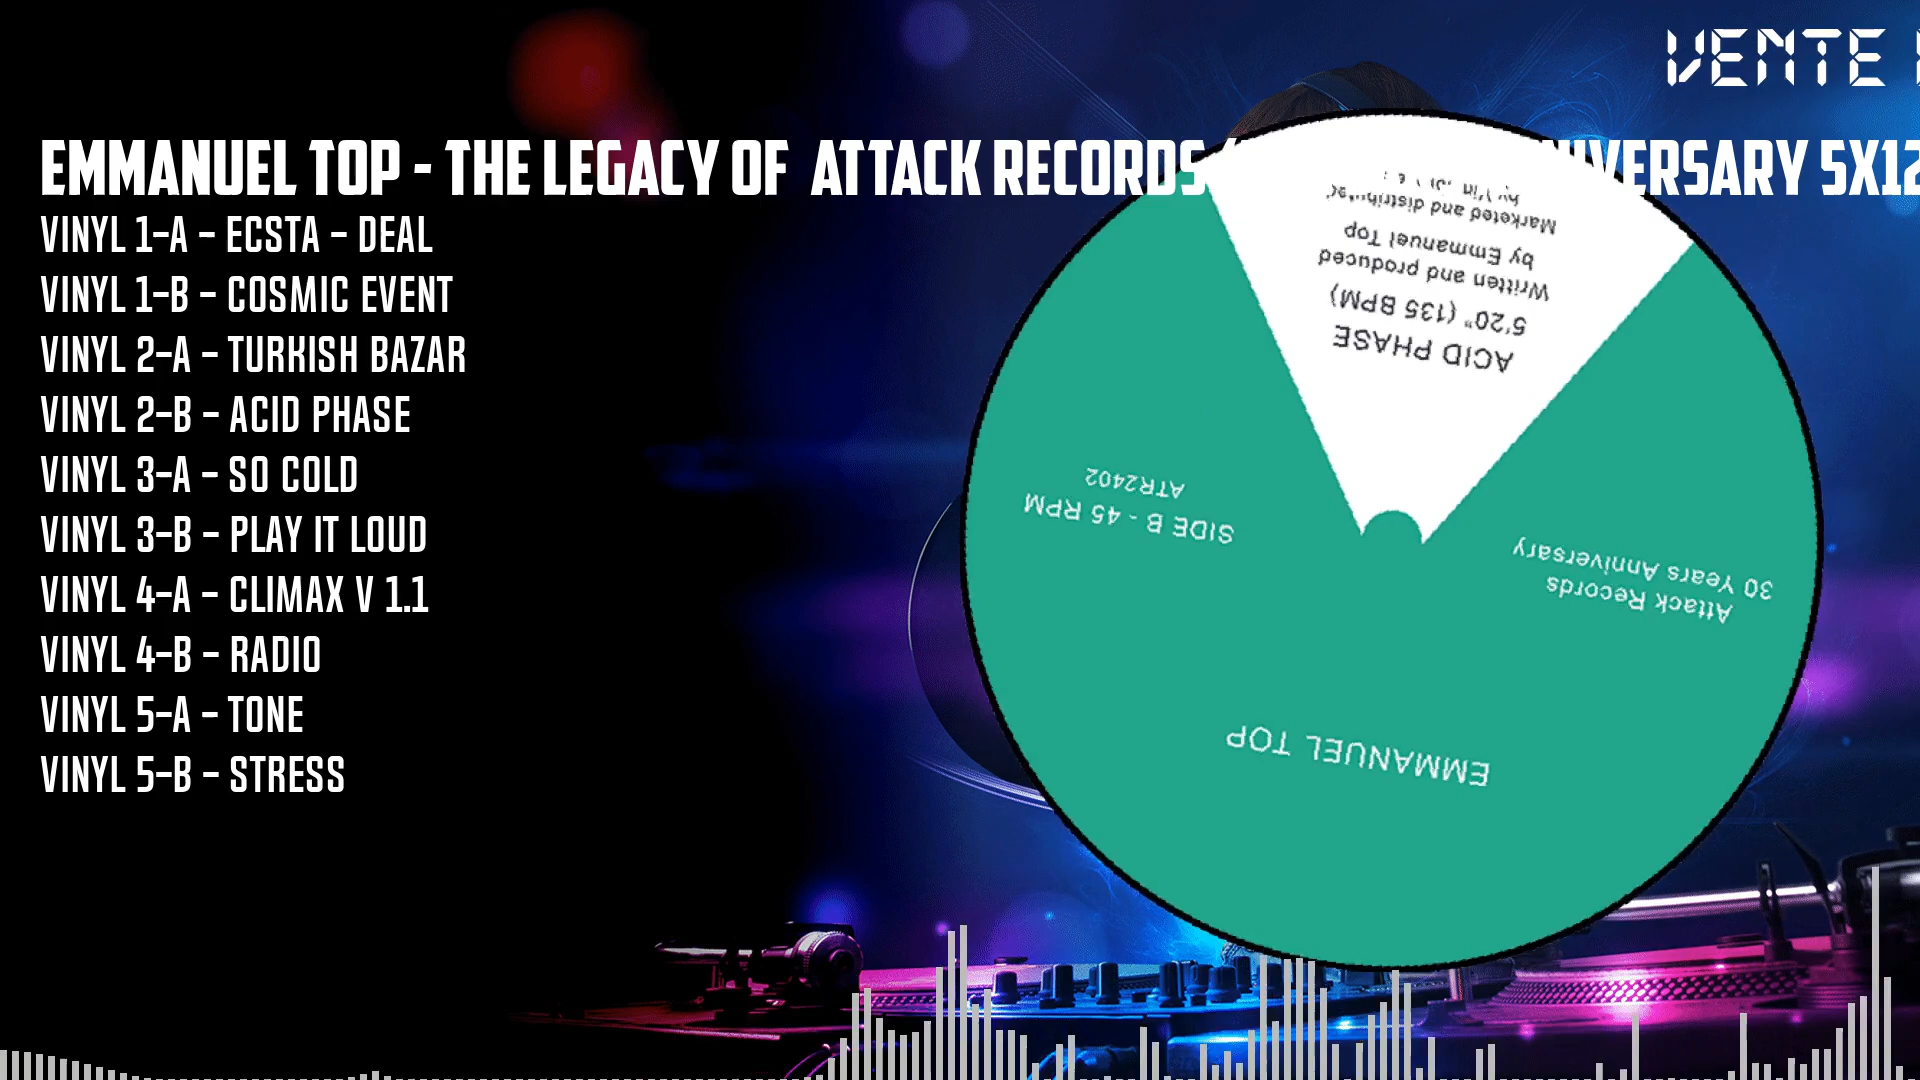 VENTE
EMMANUEL TOP - THE LEGACY OF ATTACK RECORDS
VERSARY 5X12
VINYL 1-A - ECSTA - DEAL
VINYL 1-B - COSMIC EVENT
VINYL 2-A - TURKISH BAZAR
VINYL 2-B - ACID PHASE
VINYL 3-A - SO COLD
VINYL 3-B - PLAY IT LOUD
VINYL 4-A - CLIMAX V 1.1
VINYL 4-B - RADIO
VINYL 5-A - TONE
VINYL 5-B - STRESS
EMMANUEL TOP
Attack Records
30 Years Anniversary
SIDE B - 45 RPM
ATR2402
ACID PHASE
5'20" (135 BPM)
Written and produced
by Emmanuel Top
Marketed and distribute
by